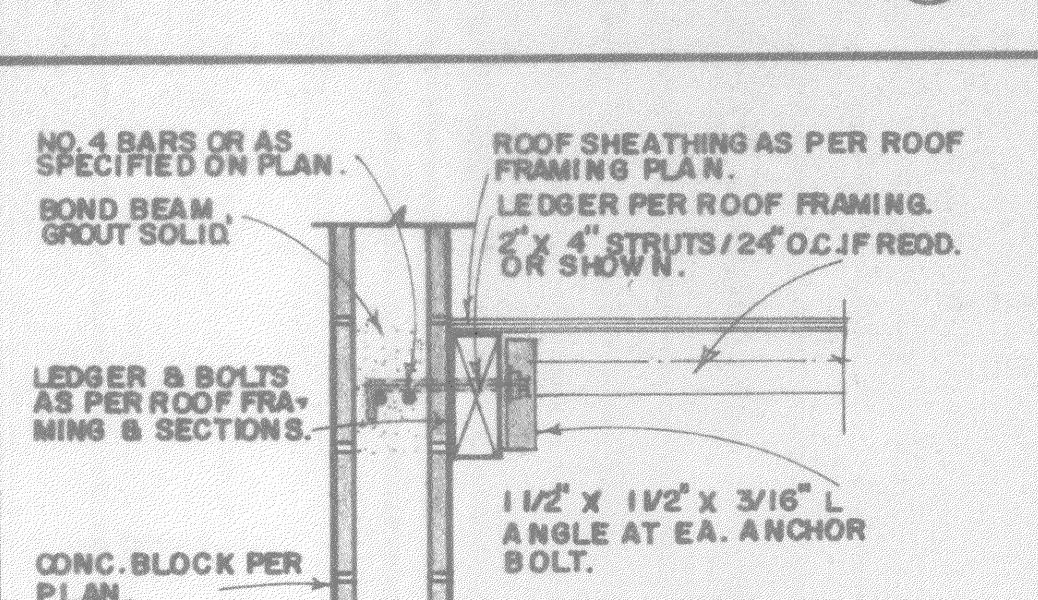 NO. 4 BARS OR AS
SPECIFIED ON PLAN.
BOND BEAM,
GROUT SOLID.
LEDGER & BOLTS
AS PER ROOF FRA-
MING & SECTIONS.
CONC. BLOCK PER
PLAN.
ROOF SHEATHING AS PER ROOF
FRAMING PLAN.
LEDGER PER ROOF FRAMING.
2" X 4" STRUTS/24" O.C. IF REQD.
OR SHOWN.
1 1/2" X 1 1/2" X 3/16" L
ANGLE AT EA. ANCHOR
BOLT.